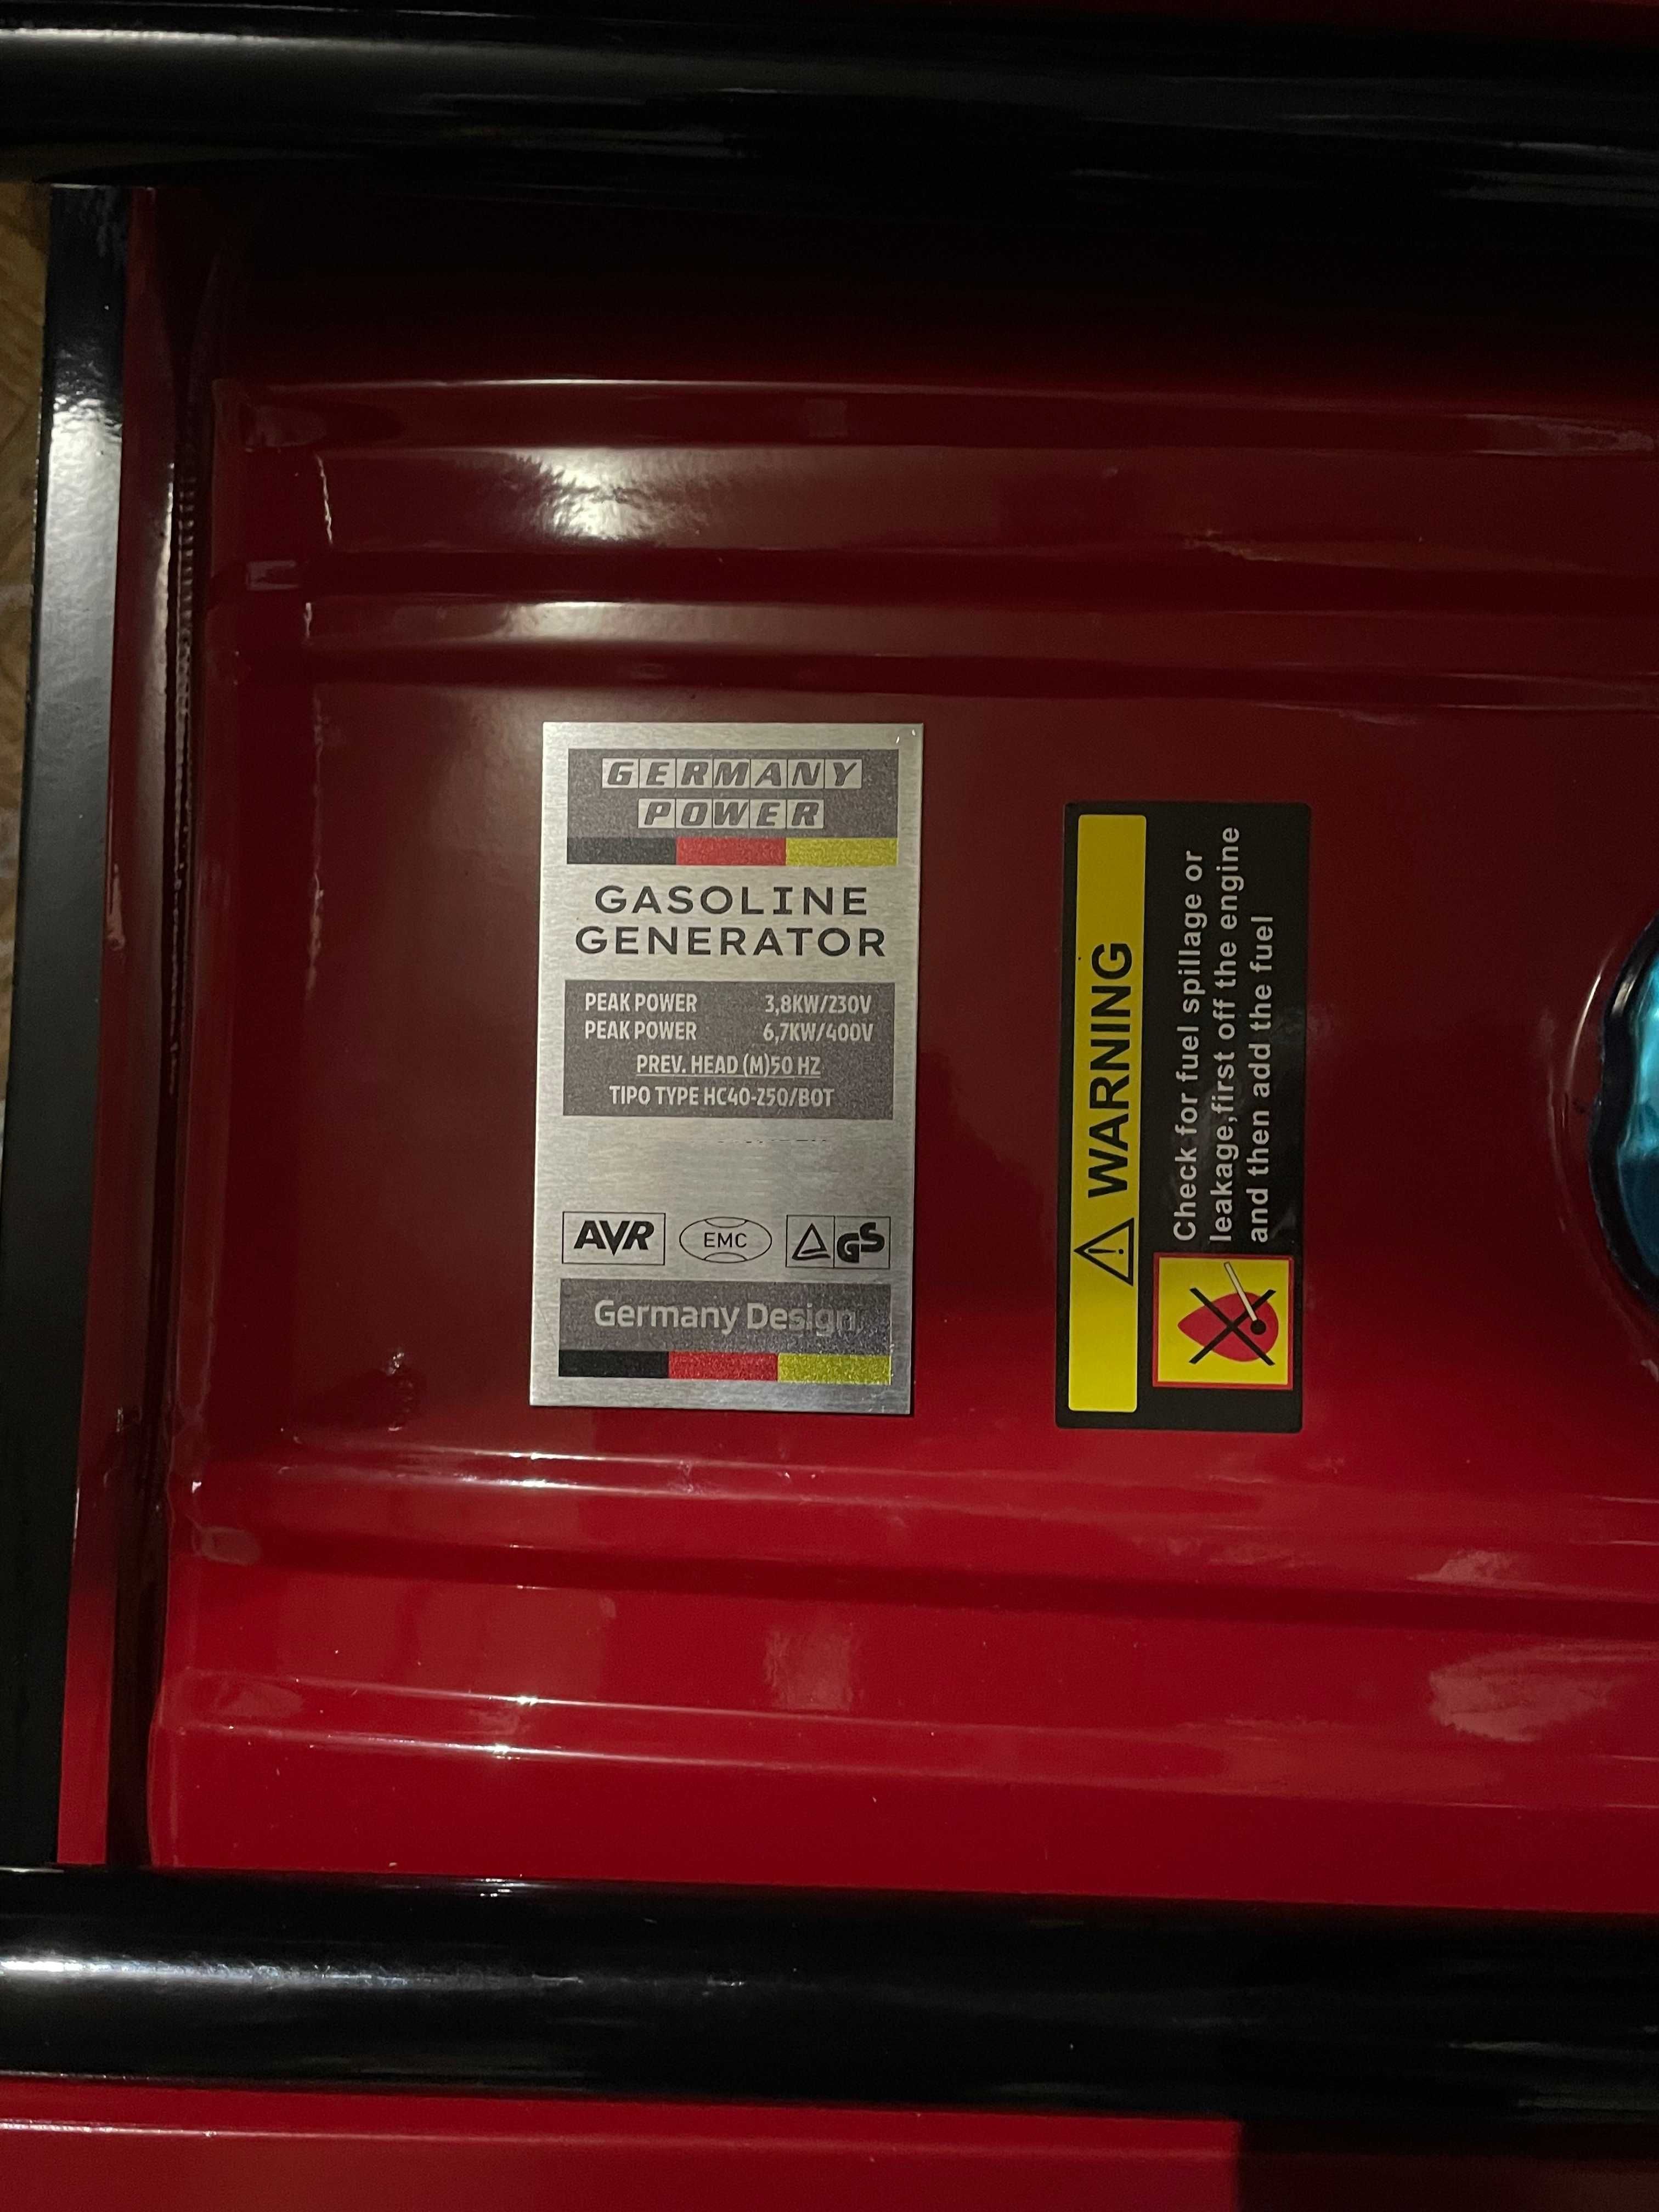 GERMANY
POWER
GASOLINE
GENERATOR
PEAK POWER 3,8KW/230V
PEAK POWER 6,7KW/400V
PREV. HEAD (M)50 HZ
TIPO TYPE HC40-Z50/BOT
AVR EMC GS
Germany Design
WARNING
Check for fuel spillage or
leakage,first off the engine
and then add the fuel